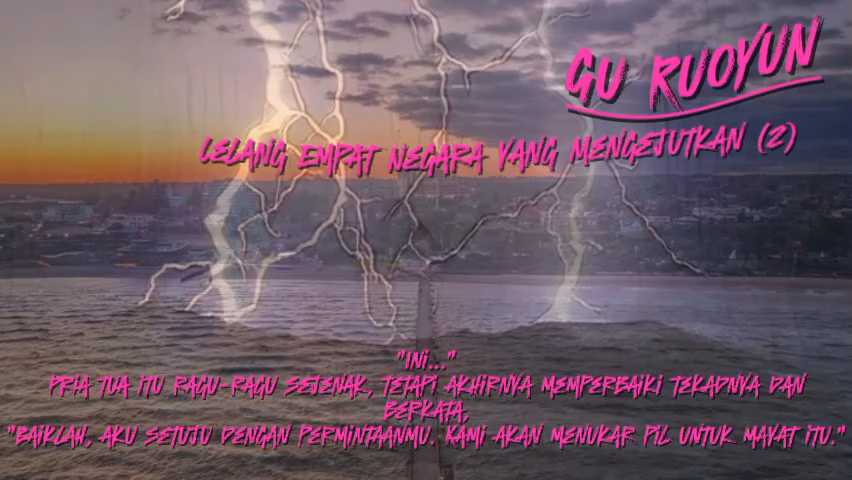 GU RUOYUN
LELANG EMPAT NEGARA YANG MENGEJUTKAN (2)
"INI..."
PRIA TUA ITU RAGU-RAGU SEJENAK, TETAPI AKHIRNYA MEMPERBAIKI TEKADNYA DAN
BERKATA,
"BAIKLAH, AKU SETUJU DENGAN PERMINTAANMU. KAMI AKAN MENUKAR PIL UNTUK MAYAT ITU."